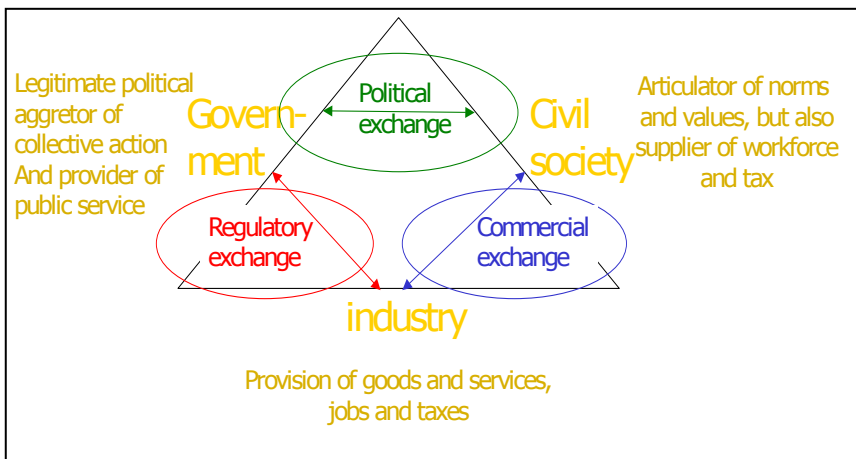 Legitimate political
aggretor of
collective action
And provider of
public service
Govern-
ment
Political
exchange
Civil
society
Articulator of norms
and values, but also
supplier of workforce
and tax
Regulatory
exchange
Commercial
exchange
industry
Provision of goods and services,
jobs and taxes